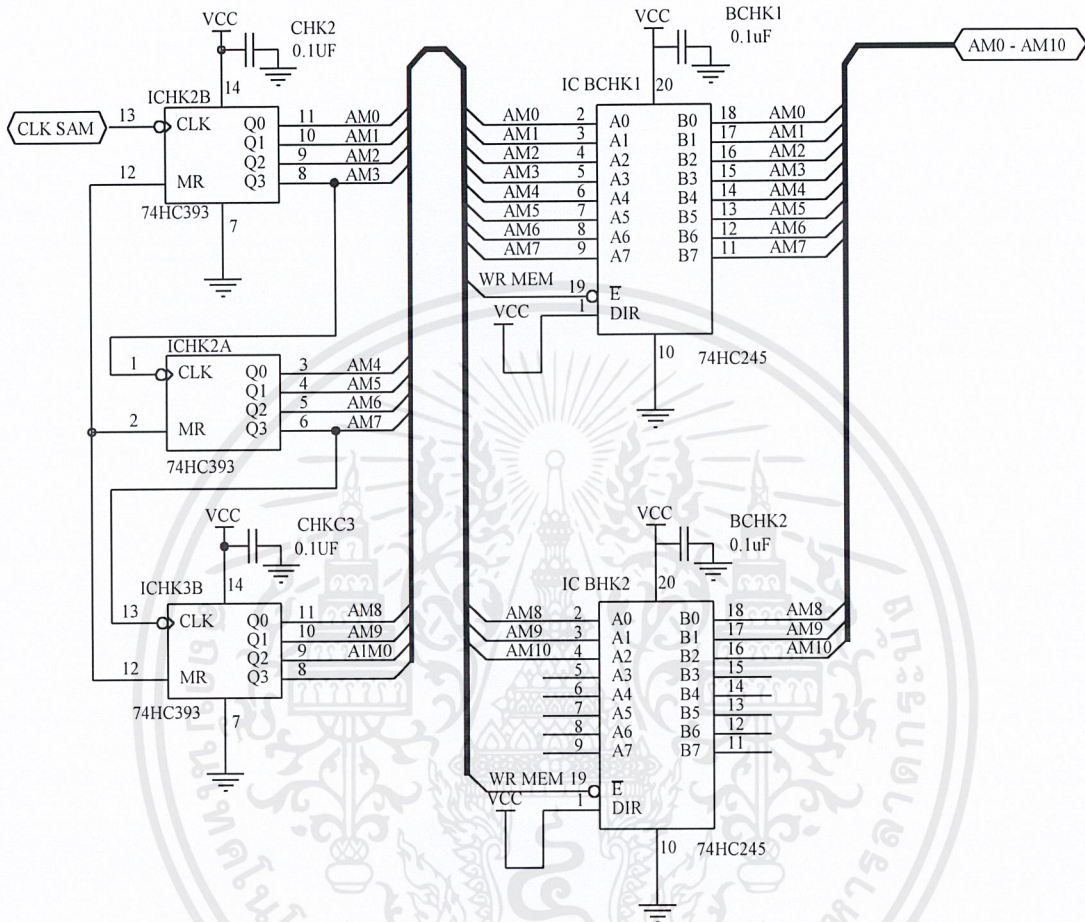 VCC
CHK2
0.1UF
14
ICHK2B
CLK SAM
13
CLK
12
MR
Q0
Q1
Q2
Q3
11
10
9
8
AM0
AM1
AM2
AM3
74HC393
7
ICHK2A
1
CLK
2
MR
Q0
Q1
Q2
Q3
3
4
5
6
AM4
AM5
AM6
AM7
74HC393
VCC
CHKC3
0.1UF
14
ICHK3B
13
CLK
12
MR
Q0
Q1
Q2
Q3
11
10
9
8
AM8
AM9
A1M0
74HC393
7
VCC
BCHK1
0.1uF
20
IC BCHK1
AM0 2 A0 B0 18 AM0
AM1 3 A1 B1 17 AM1
AM2 4 A2 B2 16 AM2
AM3 5 A3 B3 15 AM3
AM4 6 A4 B4 14 AM4
AM5 7 A5 B5 13 AM5
AM6 8 A6 B6 12 AM6
AM7 9 A7 B7 11 AM7
WR MEM 19 E̅
VCC 1 DIR
10
74HC245
AM0 - AM10
VCC
BCHK2
0.1uF
20
IC BHK2
AM8 2 A0 B0 18 AM8
AM9 3 A1 B1 17 AM9
AM10 4 A2 B2 16 AM10
5 A3 B3 15
6 A4 B4 14
7 A5 B5 13
8 A6 B6 12
9 A7 B7 11
WR MEM 19 E̅
VCC 1 DIR
10
74HC245